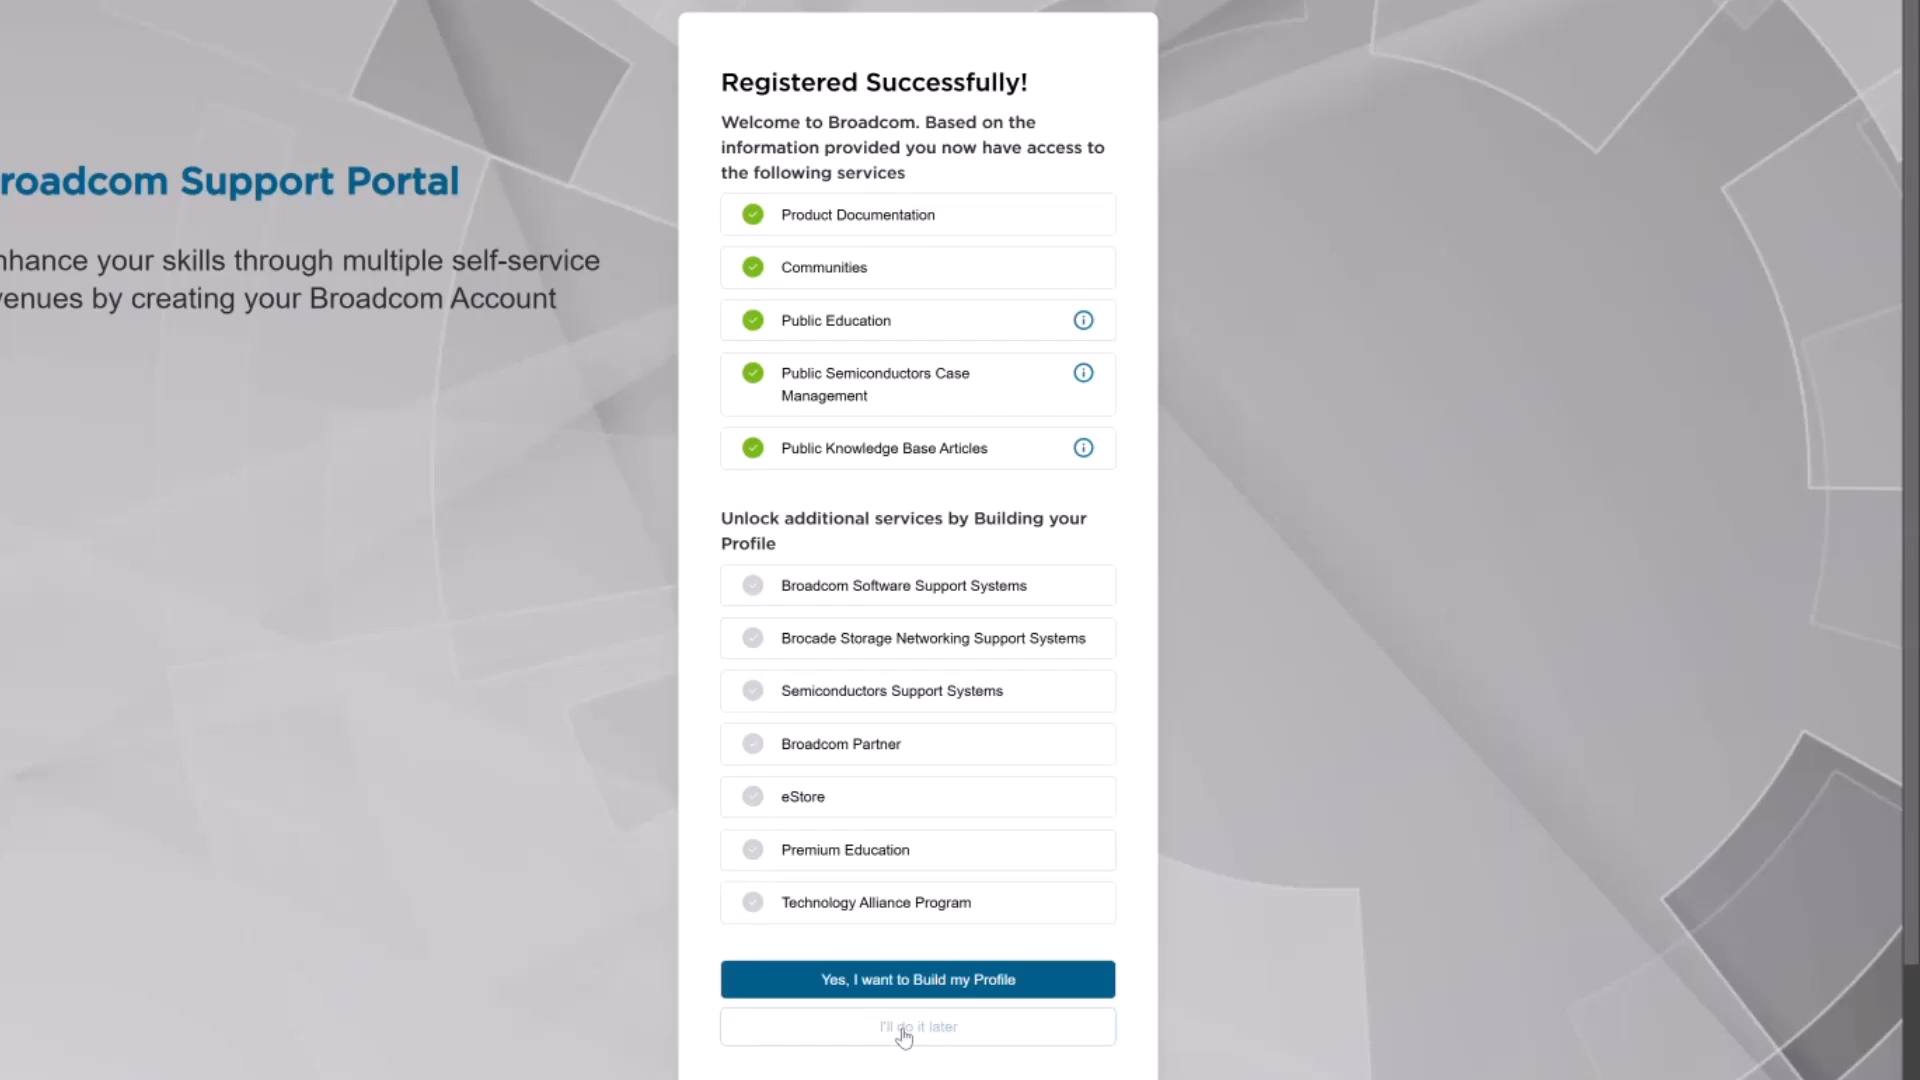 Registered Successfully!
Welcome to Broadcom. Based on the
information provided you now have access to
the following services
roadcom Support Portal
nhance your skills through multiple self-service
venues by creating your Broadcom Account
Product Documentation
Communities
Public Education
Public Semiconductors Case
Management
Public Knowledge Base Articles
Unlock additional services by Building your
Profile
Broadcom Software Support Systems
Brocade Storage Networking Support Systems
Semiconductors Support Systems
Broadcom Partner
eStore
Premium Education
Technology Alliance Program
Yes, I want to Build my Profile
I'll do it later